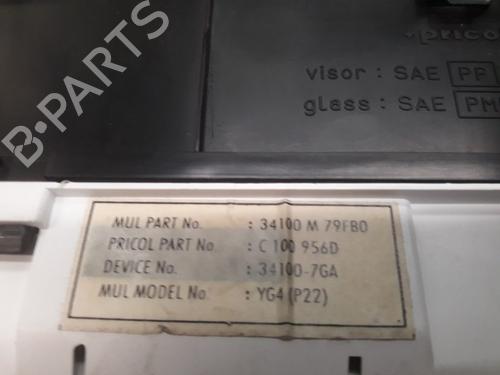 B-PARTS
prico
visor : SAE PP
glass : SAE PM
MUL PART No. : 34100 M 79FB0
PRICOL PART No. : C 100 956D
DEVICE No. : 34100-7GA
MUL MODEL No. : YG4 (P22)